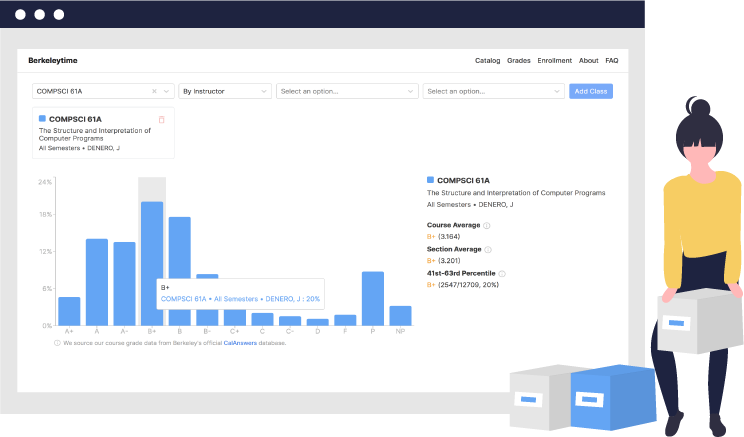 Berkeleytime
Catalog Grades Enrollment About FAQ
COMPSCI 61A
By Instructor
Select an option...
Select an option...
Add Class
COMPSCI 61A
The Structure and Interpretation of
Computer Programs
All Semesters • DENERO, J
24%
18%
12%
6%
0%
B+
COMPSCI 61A • All Semesters • DENERO, J : 20%
A+ A A- B+ B B- C+ C C- D F P NP
We source our course grade data from Berkeley's official CalAnswers database.
COMPSCI 61A
The Structure and Interpretation of Computer Programs
All Semesters • DENERO, J
Course Average
B+ (3.164)
Section Average
B+ (3.201)
41st-63rd Percentile
B+ (2547/12709, 20%)